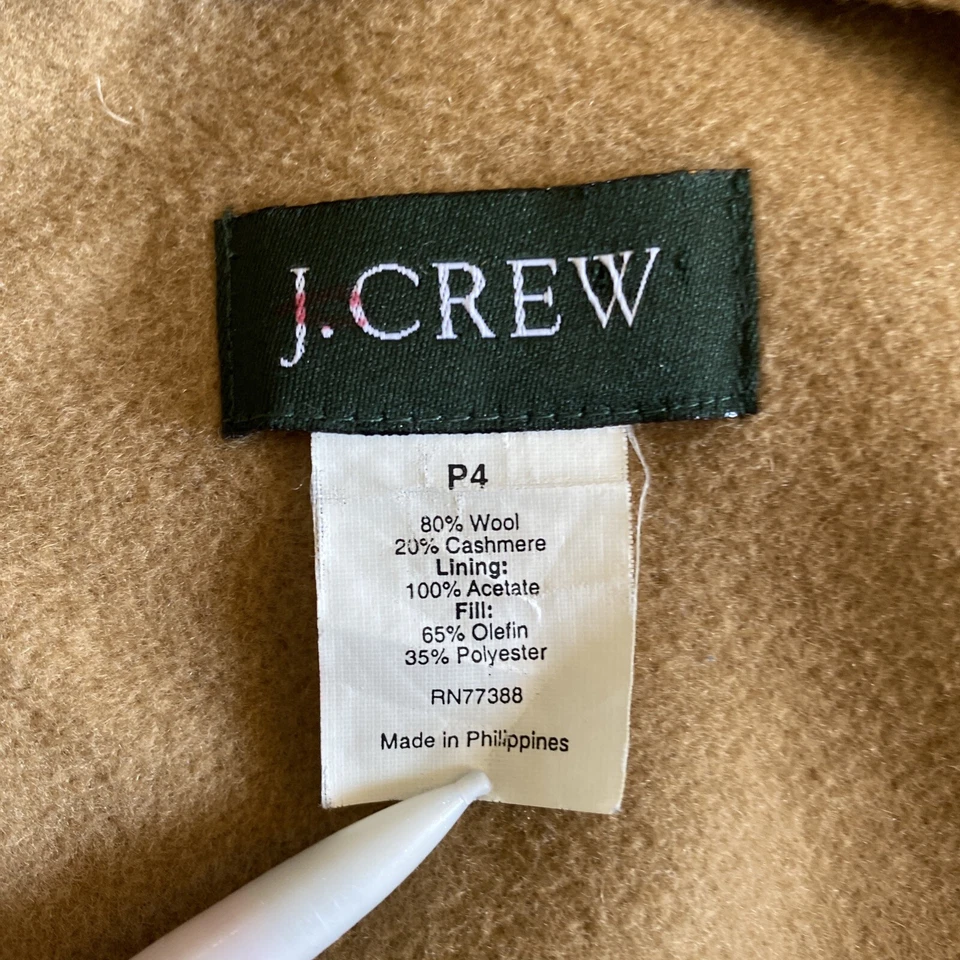 J.CREW
P4
80% Wool
20% Cashmere
Lining:
100% Acetate
Fill:
65% Olefin
35% Polyester
RN77388
Made in Philippines